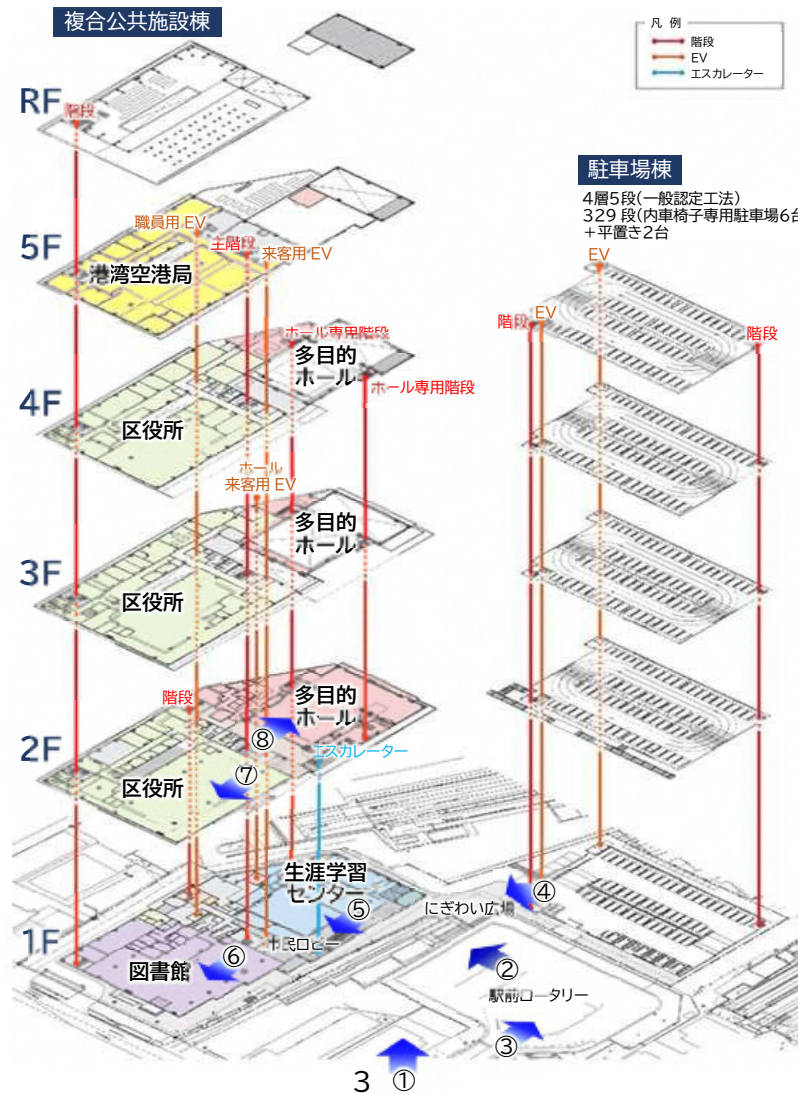 複合公共施設棟
凡 例
階段
EV
エスカレーター
RF
階段
駐車場棟
4層5段(一般認定工法)
329 段(内車椅子専用駐車場6台
+平置き2台
職員用 EV
5F
主階段
来客用 EV
港湾空港局
EV
階段
EV
階段
ホール専用階段
多目的
ホール
ホール専用階段
4F
区役所
ホール
来客用 EV
多目的
ホール
3F
区役所
階段
多目的
ホール
⑧
エスカレーター
2F
⑦
区役所
生涯学習
センター
④
にぎわい広場
⑤
1F
市民ロビー
⑥
図書館
②
駅前ロータリー
③
3
①